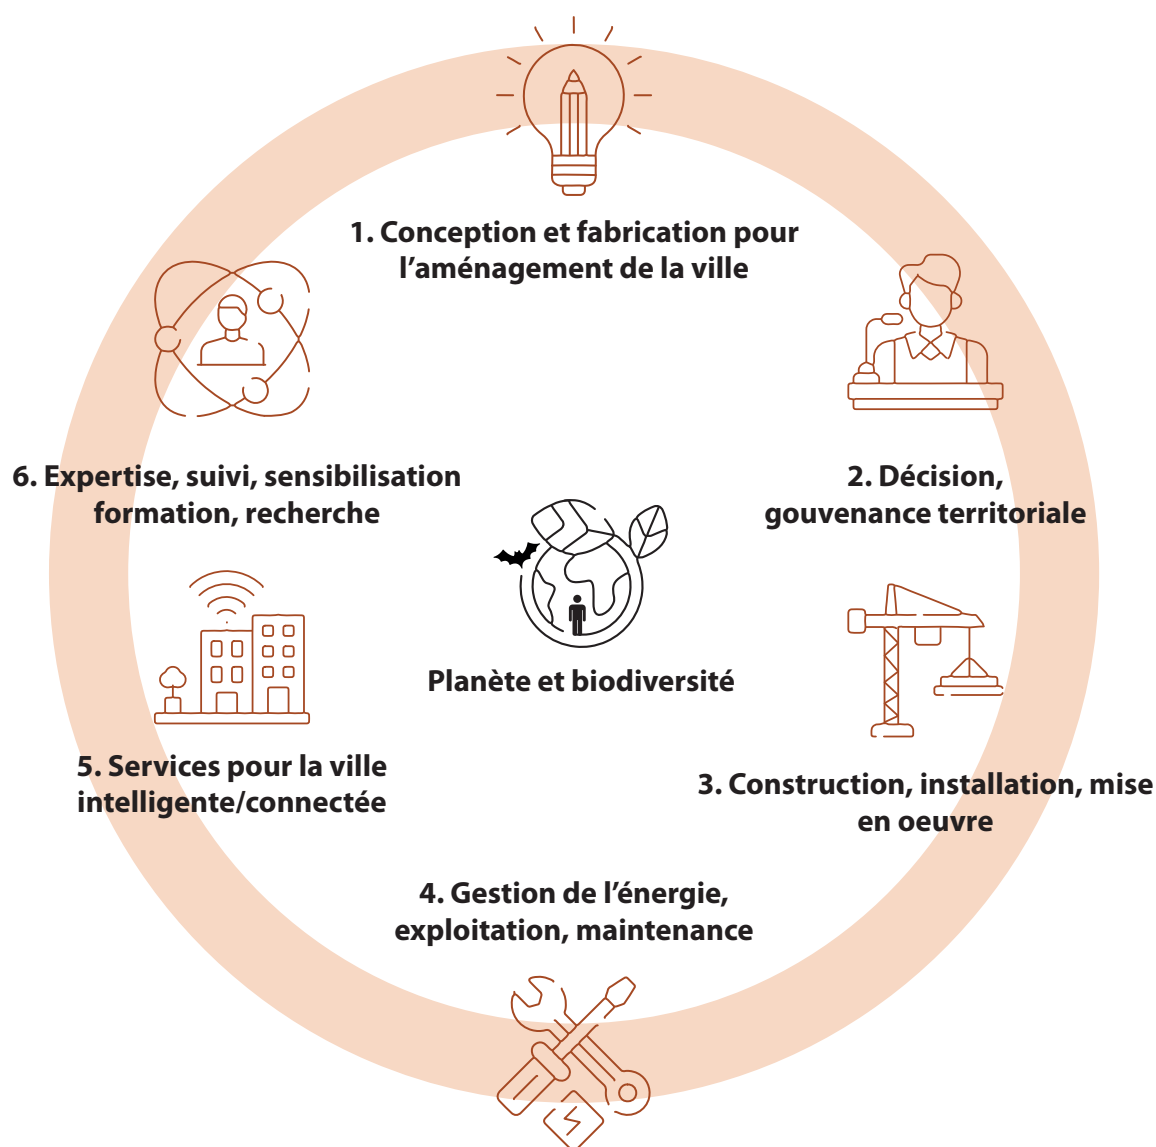 1. Conception et fabrication pour
l’aménagement de la ville
2. Décision,
gouvenance territoriale
3. Construction, installation, mise
en oeuvre
4. Gestion de l’énergie,
exploitation, maintenance
5. Services pour la ville
intelligente/connectée
6. Expertise, suivi, sensibilisation
formation, recherche
Planète et biodiversité